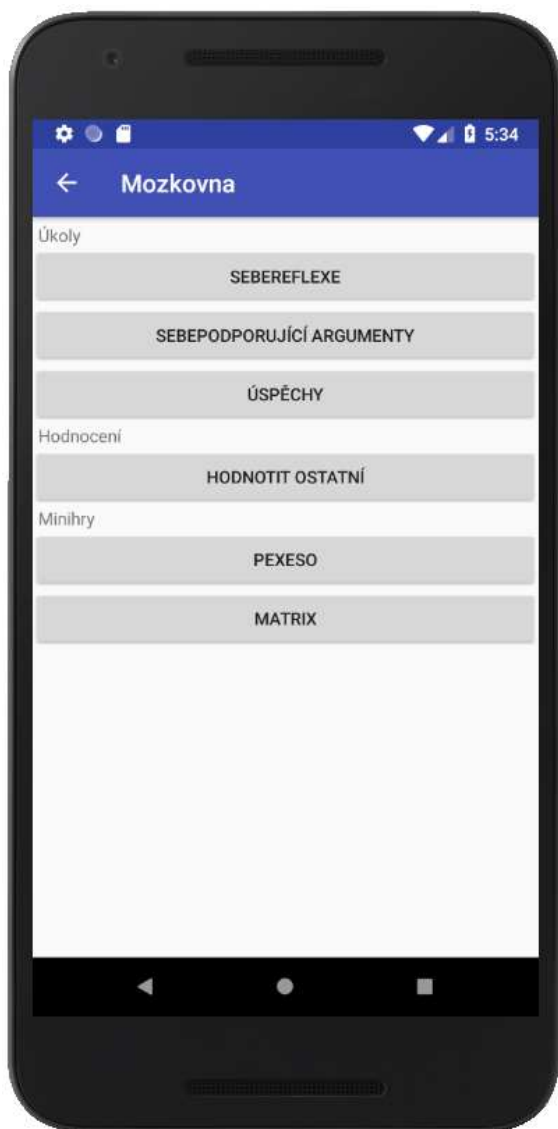 5:34
Mozkovna
Úkoly
SEBEREFLEXE
SEBEPODPORUJÍCÍ ARGUMENTY
ÚSPĚCHY
Hodnocení
HODNOTIT OSTATNÍ
Minihry
PEXESO
MATRIX